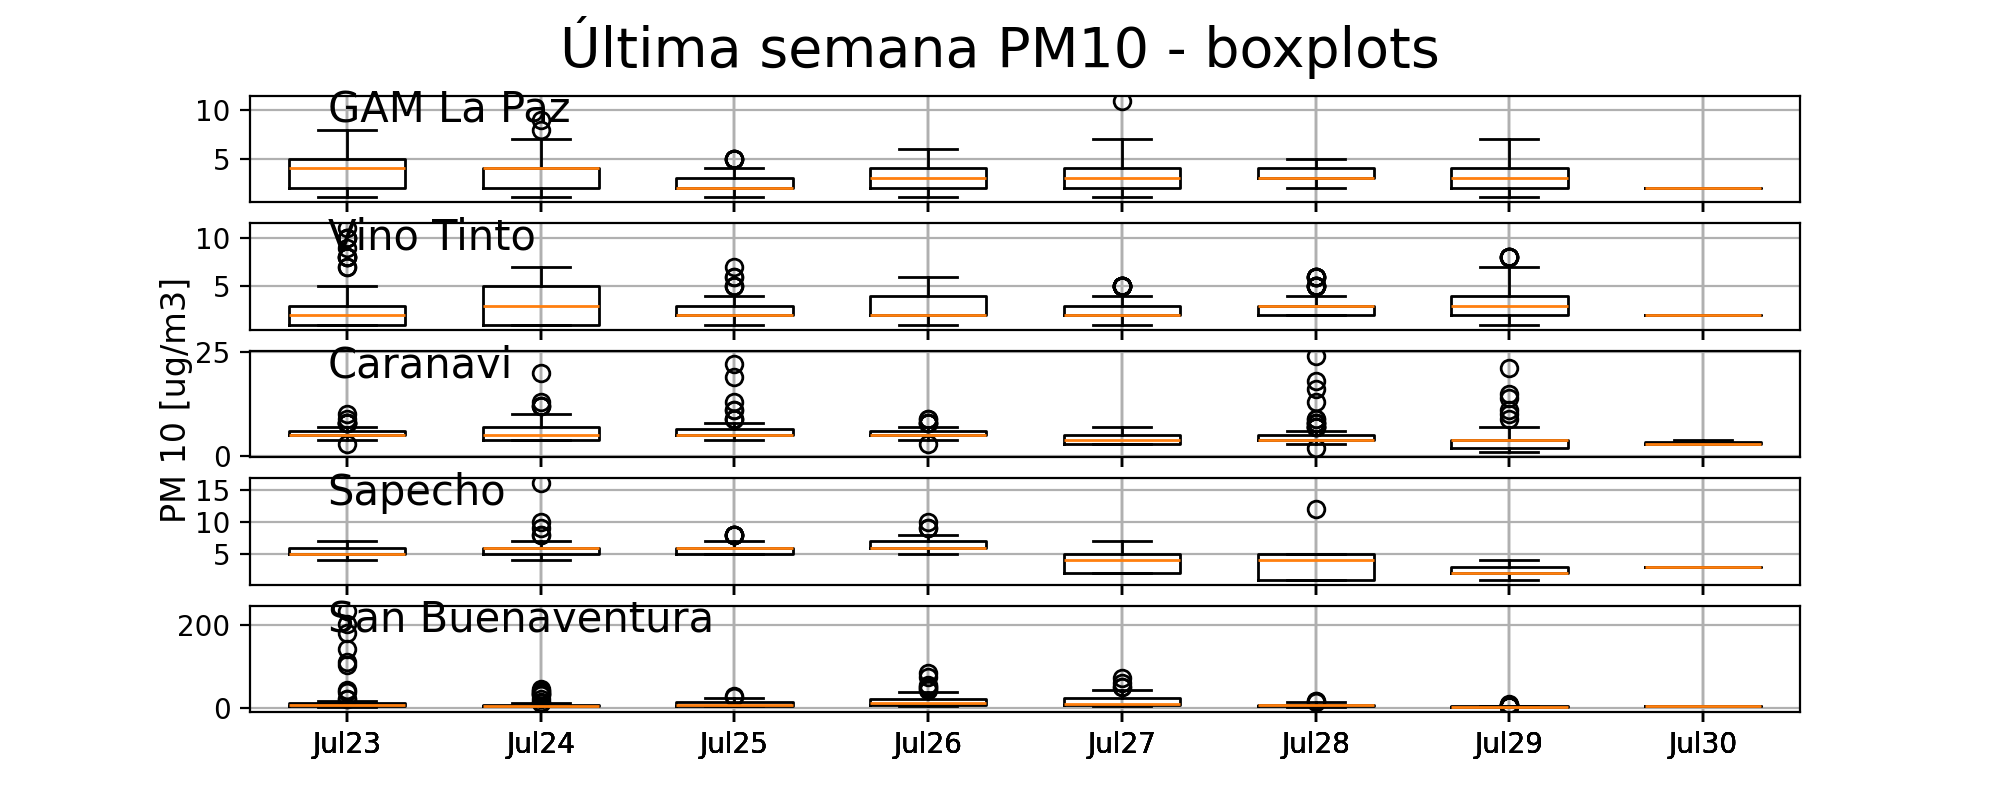 Última semana PM10 - boxplots
GAM La Paz
10
5
Vino Tinto
10
5
PM 10 [ug/m3]
Caranavi
25
0
Sapecho
15
10
5
San Buenaventura
200
0
Jul23 Jul24 Jul25 Jul26 Jul27 Jul28 Jul29 Jul30